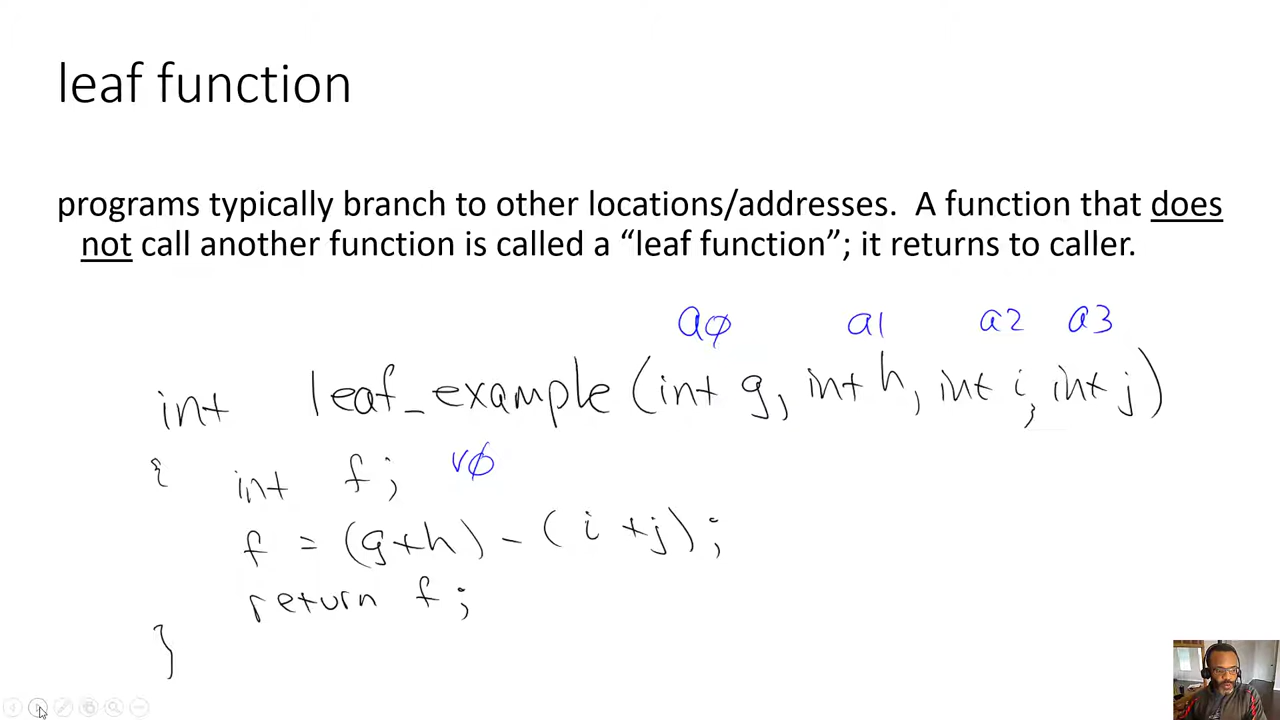 leaf function
programs typically branch to other locations/addresses. A function that does
not call another function is called a “leaf function”; it returns to caller.
a0 a1 a2 a3
int leaf_example(int g, int h, int i, int j)
{ int f; v0
f = (g+h) - (i+j);
return f;
}